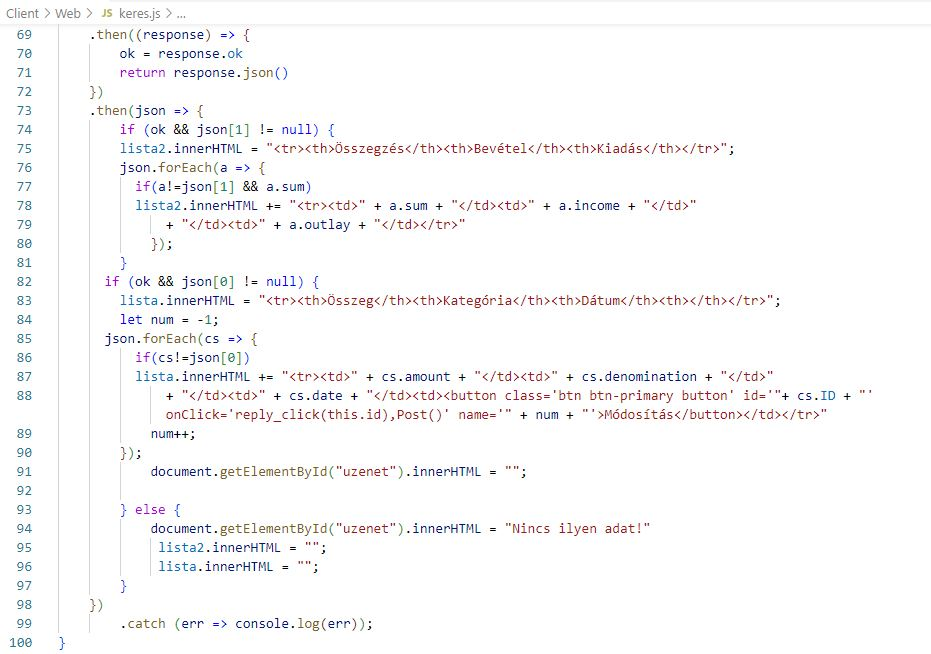 Client > Web > JS keres.js > ...
69 .then((response) => {
70 ok = response.ok
71 return response.json()
72 })
73 .then(json => {
74 if (ok && json[1] != null) {
75 lista2.innerHTML = "<tr><th>Összegzés</th><th>Bevétel</th><th>Kiadás</th></tr>";
76 json.forEach(a => {
77 if(a!=json[1] && a.sum)
78 lista2.innerHTML += "<tr><td>" + a.sum + "</td><td>" + a.income + "</td>"
79 + "</td><td>" + a.outlay + "</td></tr>"
80 });
81 }
82 if (ok && json[0] != null) {
83 lista.innerHTML = "<tr><th>Összeg</th><th>Kategória</th><th>Dátum</th><th></th></tr>";
84 let num = -1;
85 json.forEach(cs => {
86 if(cs!=json[0])
87 lista.innerHTML += "<tr><td>" + cs.amount + "</td><td>" + cs.denomination + "</td>"
88 + "</td><td>" + cs.date + "</td><td><button class='btn btn-primary button' id='"+ cs.ID + "'
onClick='reply_click(this.id),Post()' name='" + num + "'>Módosítás</button></td></tr>"
89 num++;
90 });
91 document.getElementById("uzenet").innerHTML = "";
92
93 } else {
94 document.getElementById("uzenet").innerHTML = "Nincs ilyen adat!"
95 lista2.innerHTML = "";
96 lista.innerHTML = "";
97 }
98 })
99 .catch (err => console.log(err));
100 }